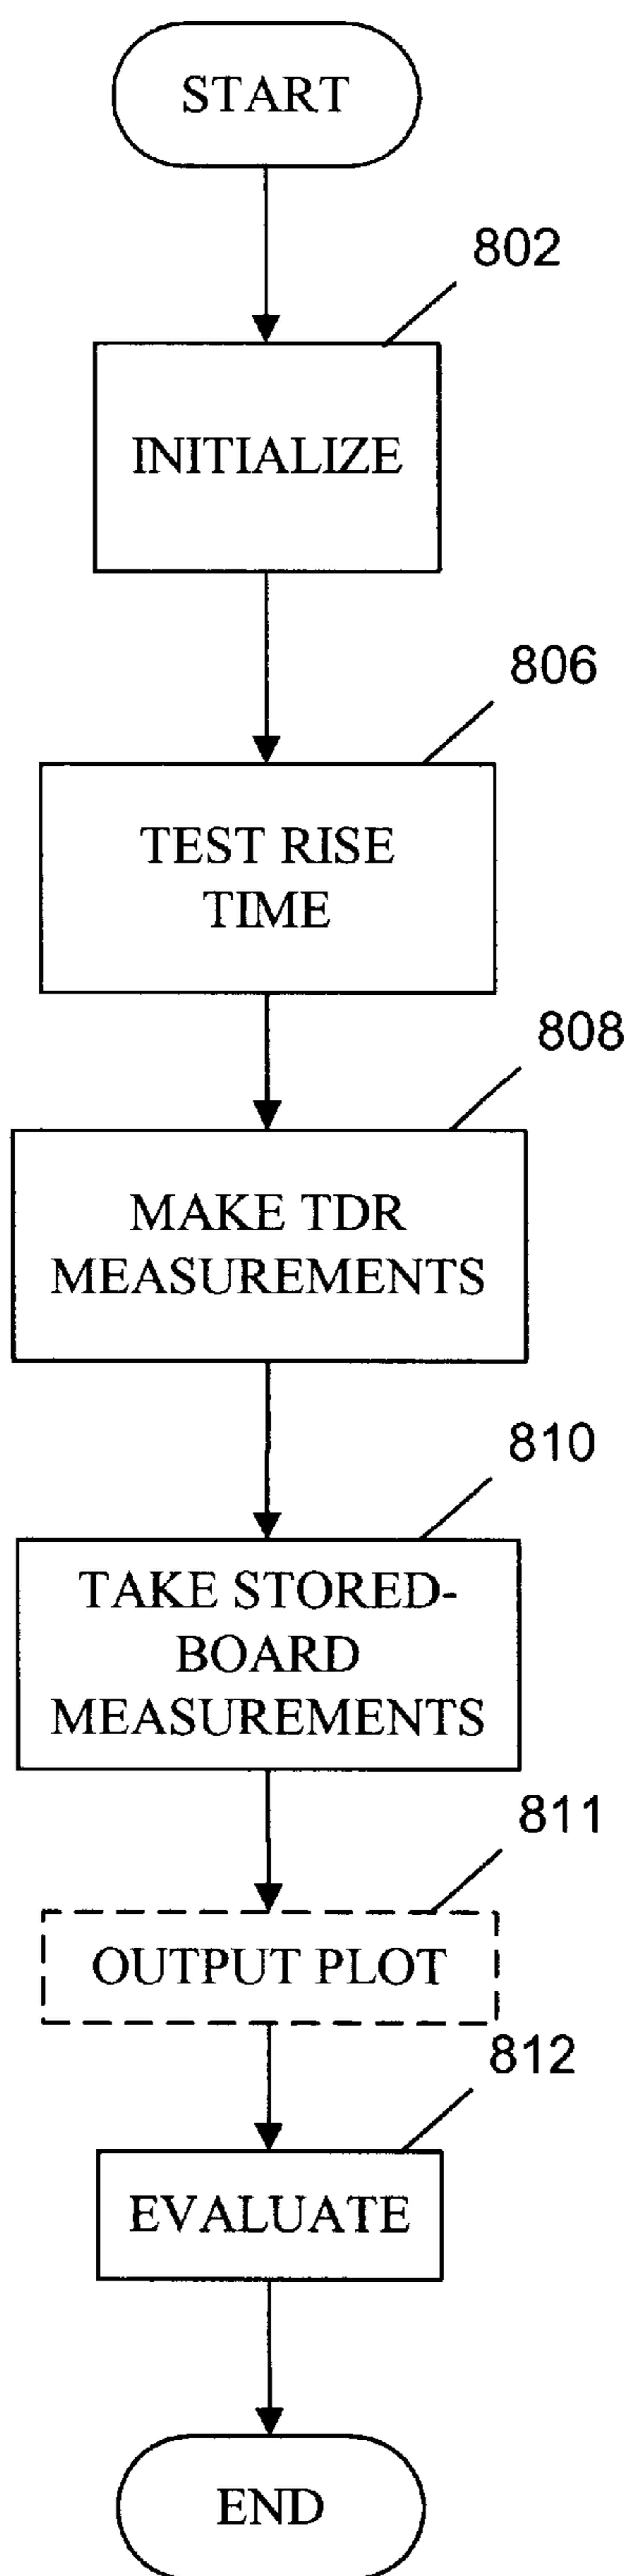 START
802
INITIALIZE
806
TEST RISE
TIME
808
MAKE TDR
MEASUREMENTS
810
TAKE STORED-
BOARD
MEASUREMENTS
811
OUTPUT PLOT
812
EVALUATE
END